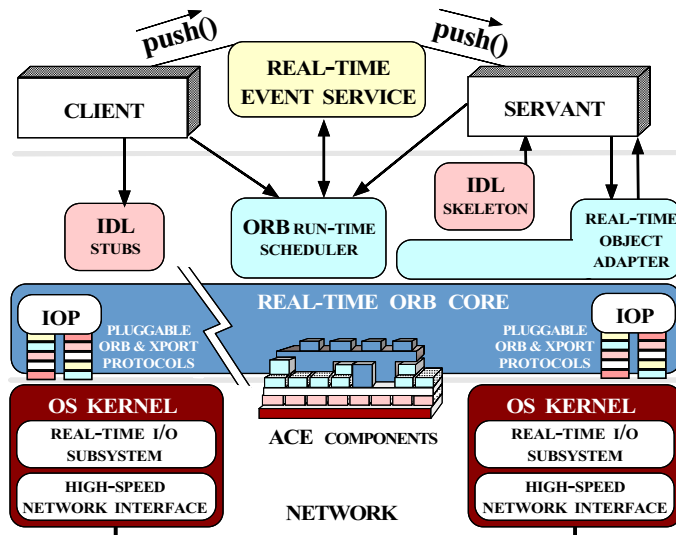 push()
push()
REAL-TIME
EVENT SERVICE
CLIENT
SERVANT
IDL
STUBS
ORB RUN-TIME
SCHEDULER
IDL
SKELETON
REAL-TIME
OBJECT
ADAPTER
REAL-TIME ORB CORE
IOP
PLUGGABLE
ORB & XPORT
PROTOCOLS
PLUGGABLE
ORB & XPORT
PROTOCOLS
IOP
OS KERNEL
REAL-TIME I/O
SUBSYSTEM
HIGH-SPEED
NETWORK INTERFACE
ACE COMPONENTS
NETWORK
OS KERNEL
REAL-TIME I/O
SUBSYSTEM
HIGH-SPEED
NETWORK INTERFACE